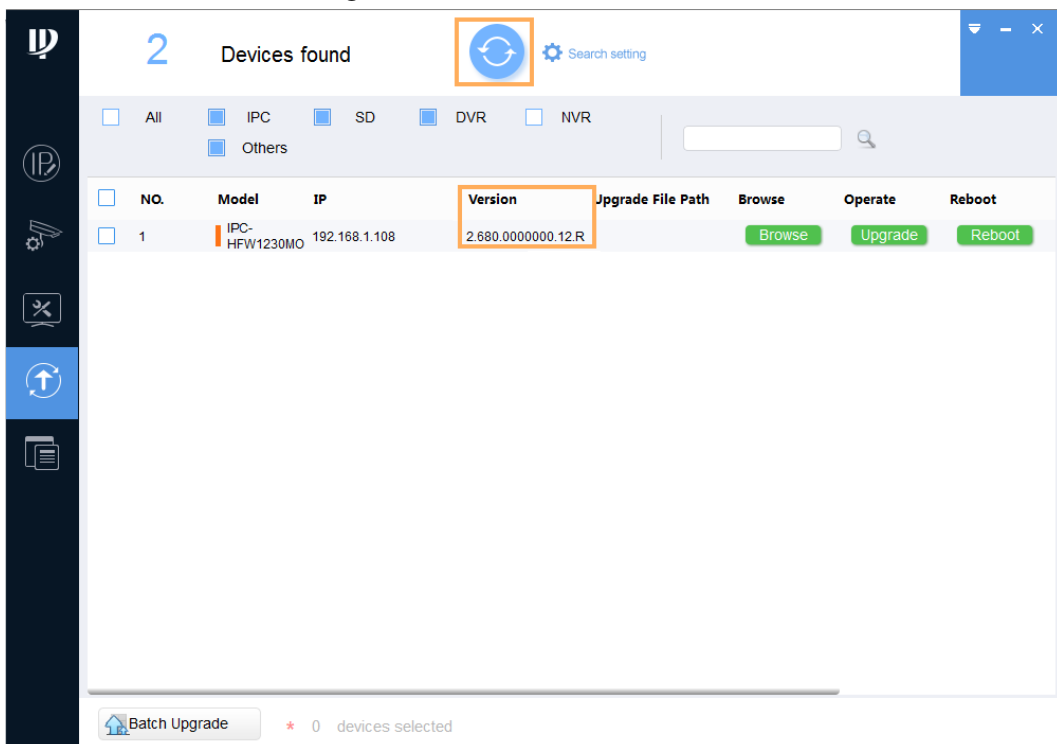 2 Devices found Search setting
All IPC SD DVR NVR
Others
NO. Model IP Version Upgrade File Path Browse Operate Reboot
1 IPC-HFW1230MO 192.168.1.108 2.680.0000000.12.R Browse Upgrade Reboot
Batch Upgrade * 0 devices selected